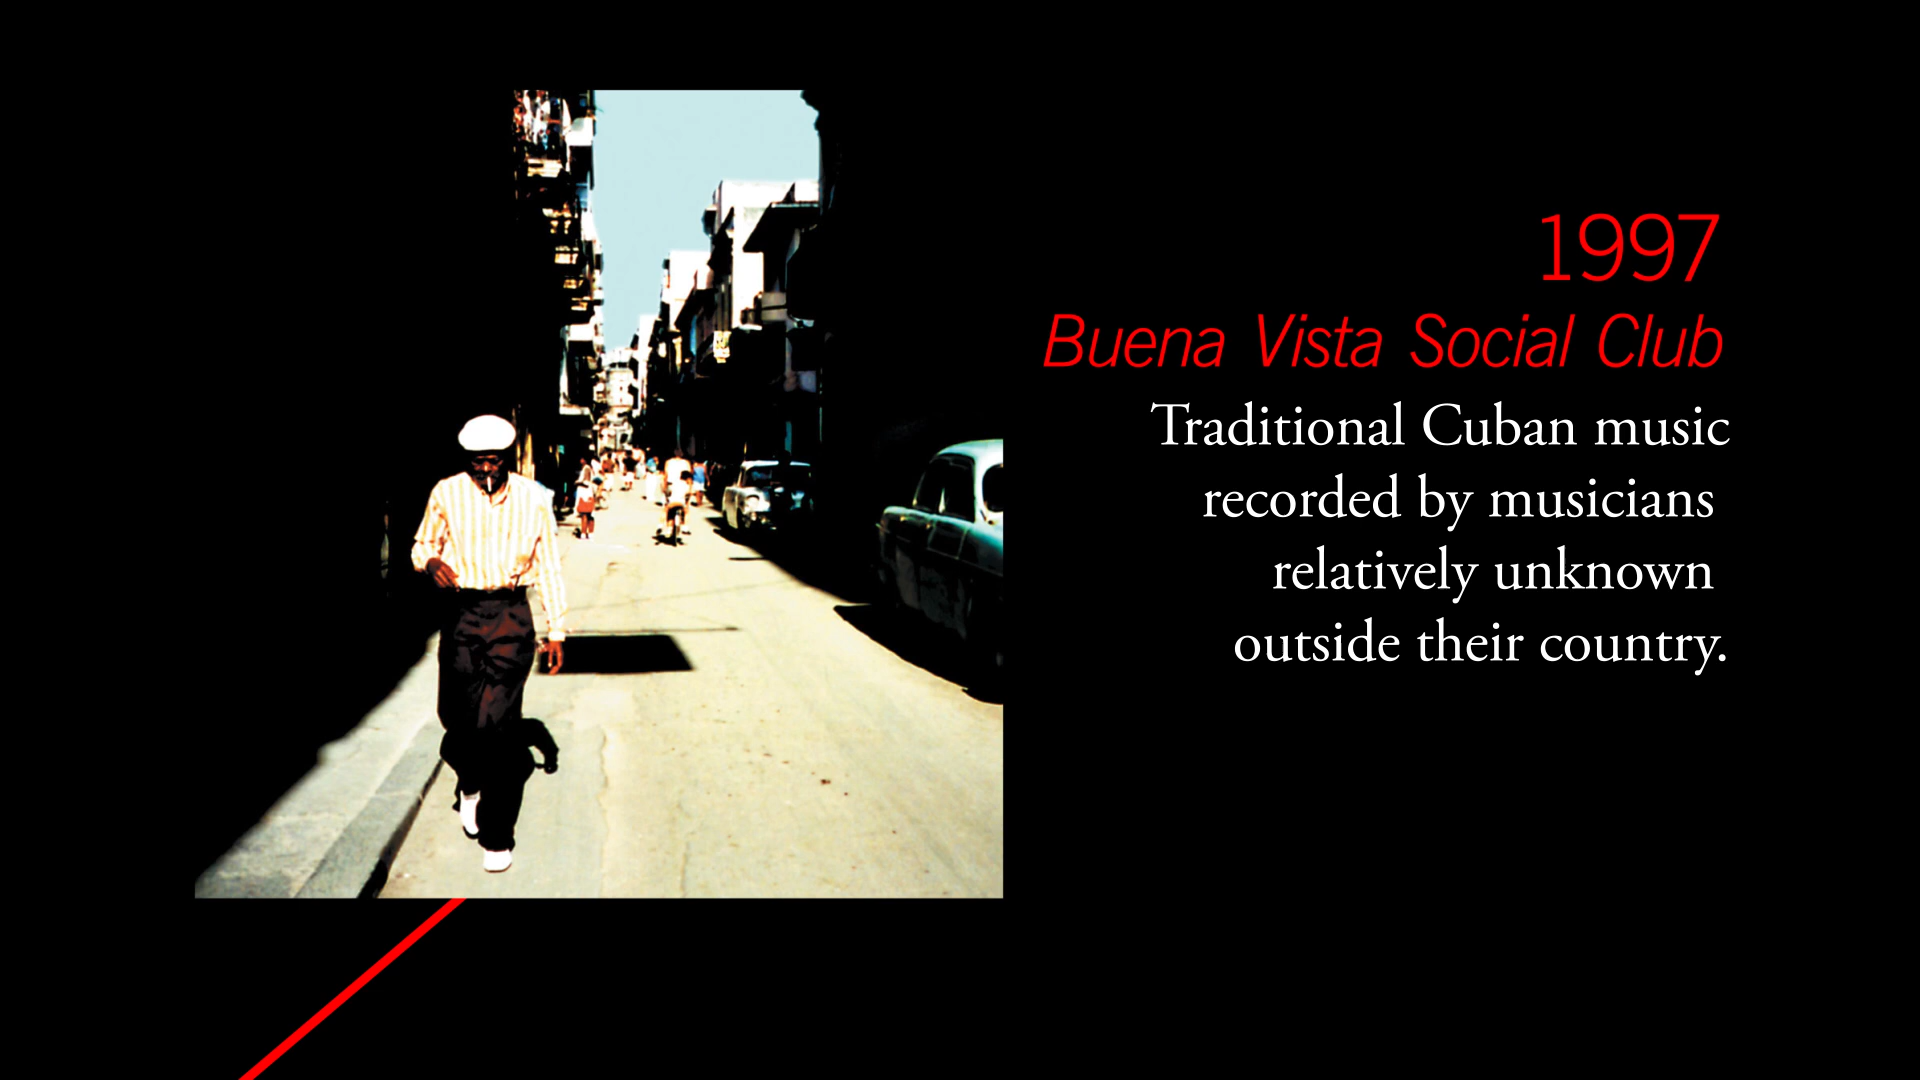 1997
Buena Vista Social Club
Traditional Cuban music
recorded by musicians
relatively unknown
outside their country.